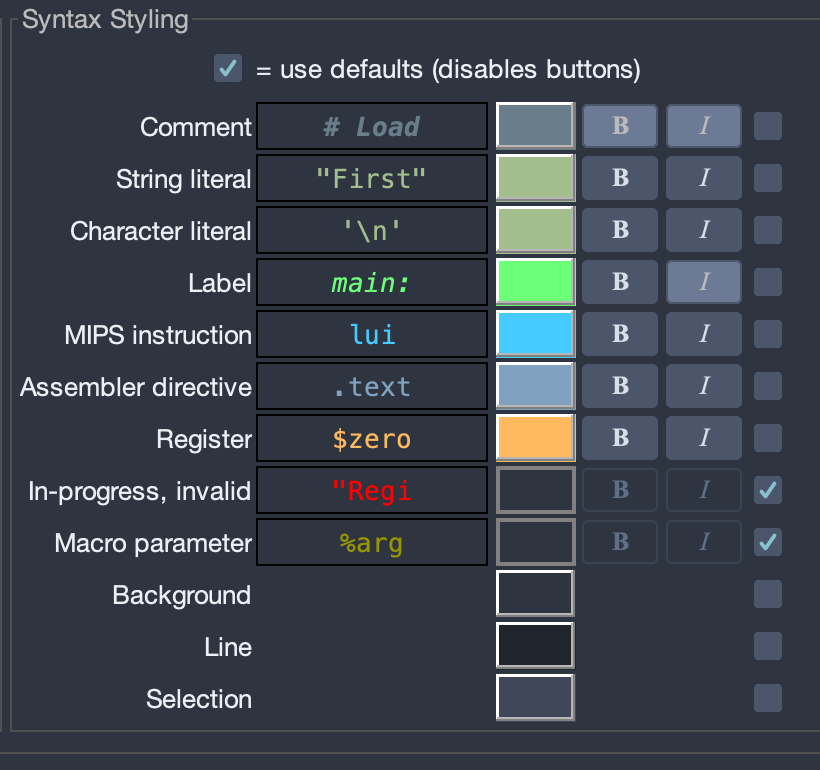 Syntax Styling
= use defaults (disables buttons)
Comment # Load B I
String literal "First" B I
Character literal '\n' B I
Label main: B I
MIPS instruction lui B I
Assembler directive .text B I
Register $zero B I
In-progress, invalid "Regi B I
Macro parameter %arg B I
Background
Line
Selection